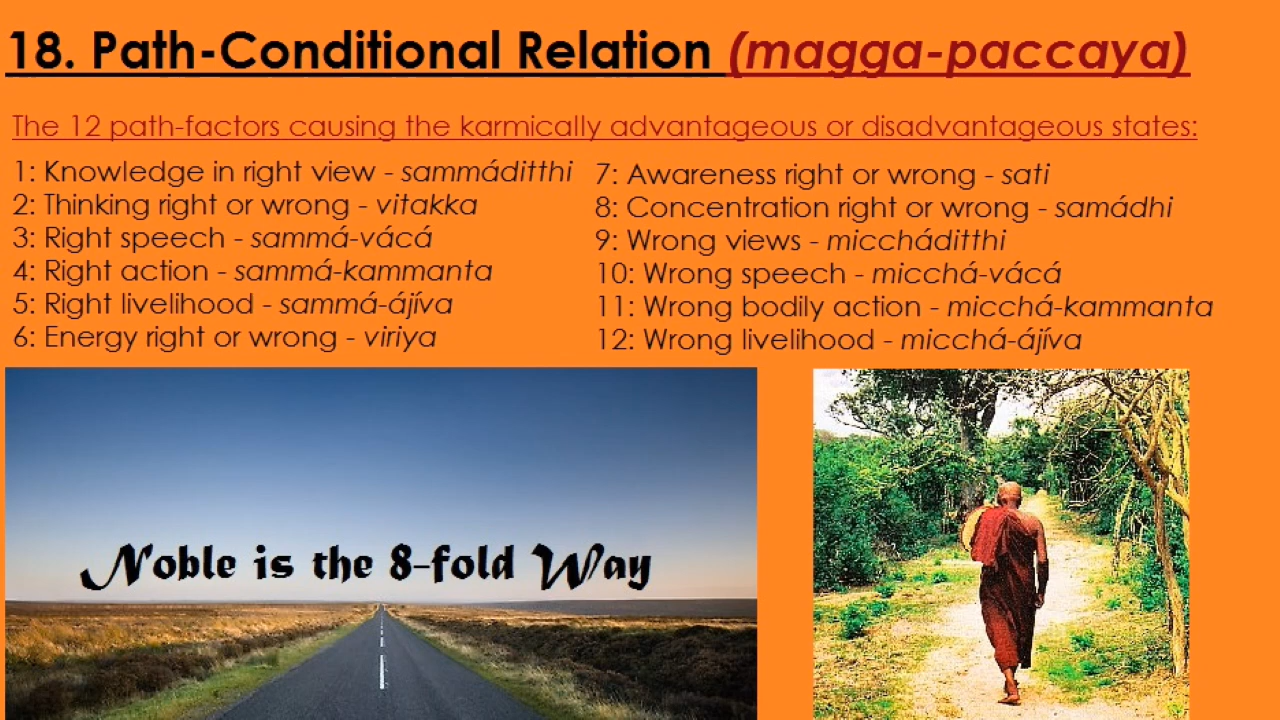 18. Path-Conditional Relation (magga-paccaya)
The 12 path-factors causing the karmically advantageous or disadvantageous states:
1: Knowledge in right view - sammáditthi
2: Thinking right or wrong - vitakka
3: Right speech - sammá-vácá
4: Right action - sammá-kammanta
5: Right livelihood - sammá-ájíva
6: Energy right or wrong - viriya
7: Awareness right or wrong - sati
8: Concentration right or wrong - samádhi
9: Wrong views - miccháditthi
10: Wrong speech - micchá-vácá
11: Wrong bodily action - micchá-kammanta
12: Wrong livelihood - micchá-ájíva
Noble is the 8-fold Way